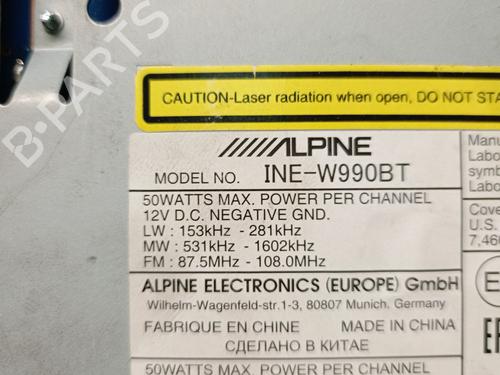 B-PARTS
CAUTION-Laser radiation when open, DO NOT STA
ALPINE
MODEL NO. INE-W990BT
50WATTS MAX. POWER PER CHANNEL
12V D.C. NEGATIVE GND.
LW : 153kHz - 281kHz
MW : 531kHz - 1602kHz
FM : 87.5MHz - 108.0MHz
ALPINE ELECTRONICS (EUROPE) GmbH
Wilhelm-Wagenfeld-str.1-3, 80807 Munich, Germany
FABRIQUE EN CHINE MADE IN CHINA
СДЕЛАНО В КИТАЕ
50WATTS MAX. POWER PER CHANNEL
Manu
Labo
symb
Labo
Cove
U.S.
7,460
E